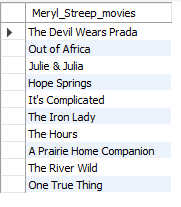 Meryl_Streep_movies
The Devil Wears Prada
Out of Africa
Julie & Julia
Hope Springs
It's Complicated
The Iron Lady
The Hours
A Prairie Home Companion
The River Wild
One True Thing